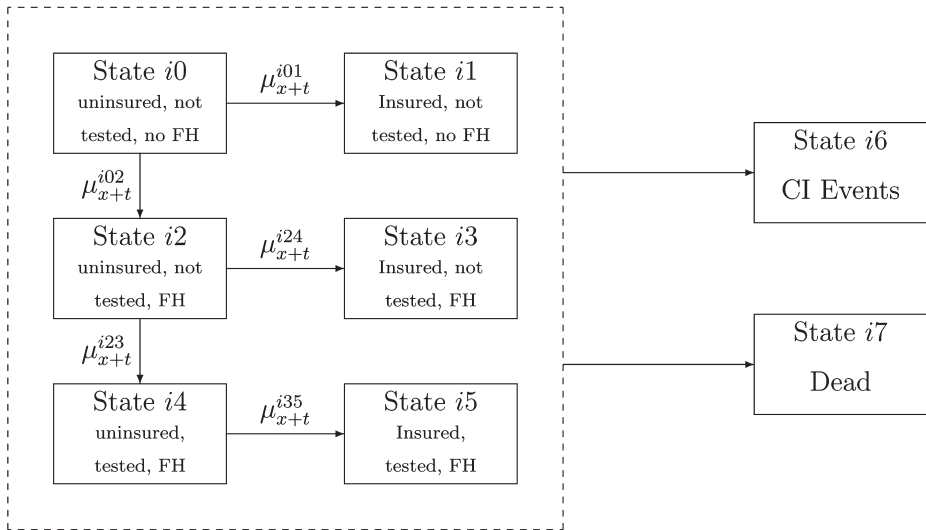 State i0
uninsured, not
tested, no FH
μ^{i01}_{x+t}
State i1
Insured, not
tested, no FH
μ^{i02}_{x+t}
State i2
uninsured, not
tested, FH
μ^{i24}_{x+t}
State i3
Insured, not
tested, FH
μ^{i23}_{x+t}
State i4
uninsured,
tested, FH
μ^{i35}_{x+t}
State i5
Insured,
tested, FH
State i6
CI Events
State i7
Dead